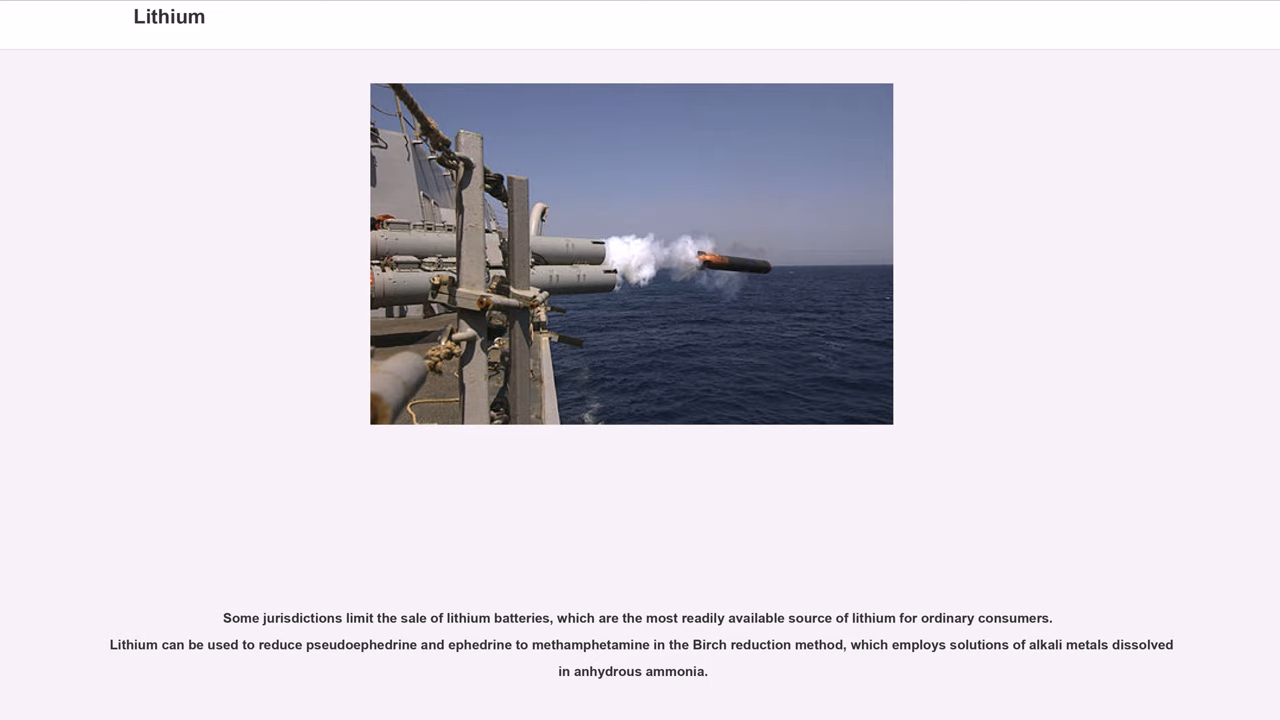 Lithium
Some jurisdictions limit the sale of lithium batteries, which are the most readily available source of lithium for ordinary consumers.
Lithium can be used to reduce pseudoephedrine and ephedrine to methamphetamine in the Birch reduction method, which employs solutions of alkali metals dissolved
in anhydrous ammonia.